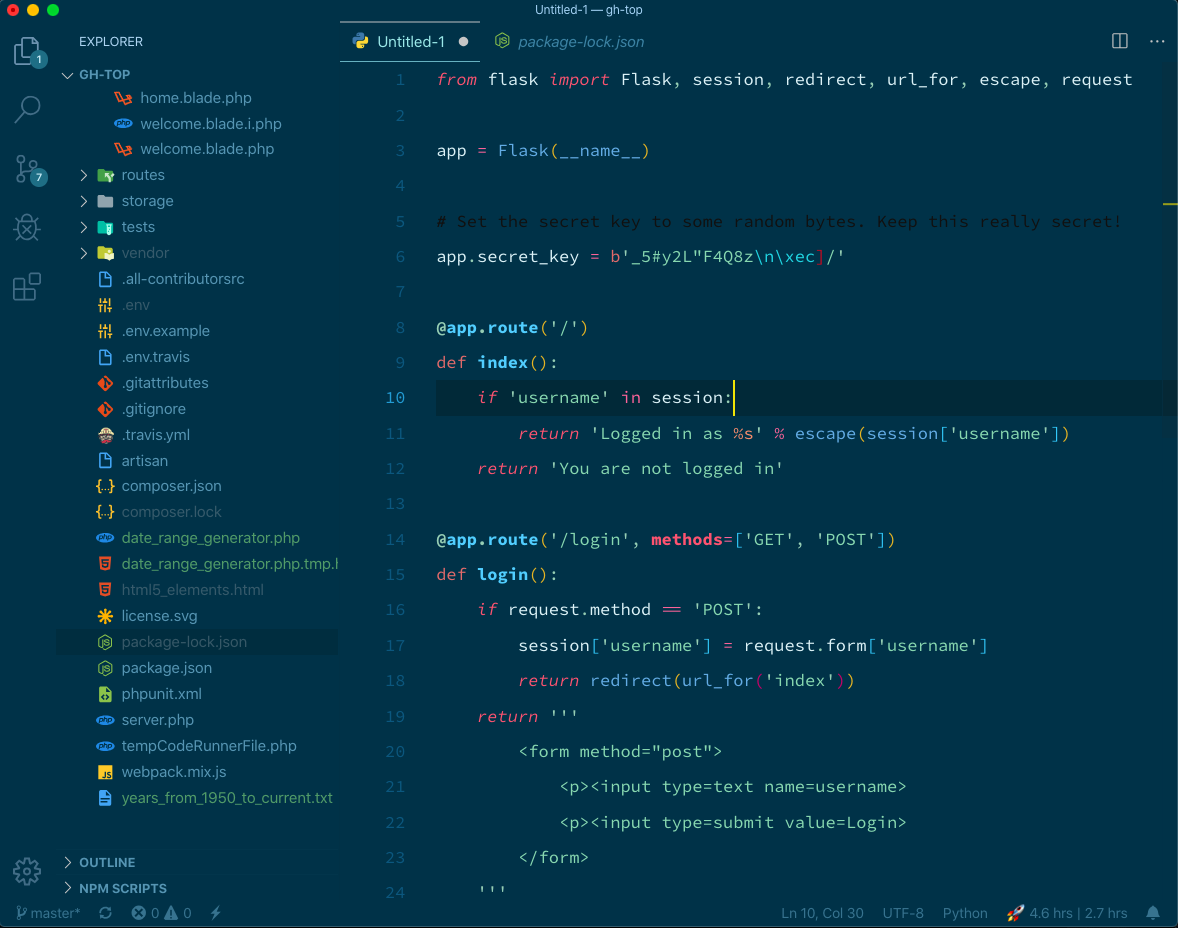 Untitled-1 — gh-top
EXPLORER
Untitled-1
package-lock.json
1
GH-TOP
home.blade.php
welcome.blade.i.php
welcome.blade.php
routes
7
storage
tests
vendor
.all-contributorsrc
.env
.env.example
.env.travis
.gitattributes
.gitignore
.travis.yml
artisan
composer.json
composer.lock
date_range_generator.php
date_range_generator.php.tmp.h
html5_elements.html
license.svg
package-lock.json
package.json
phpunit.xml
server.php
tempCodeRunnerFile.php
webpack.mix.js
years_from_1950_to_current.txt
OUTLINE
NPM SCRIPTS
1 from flask import Flask, session, redirect, url_for, escape, request
2
3 app = Flask(__name__)
4
5 # Set the secret key to some random bytes. Keep this really secret!
6 app.secret_key = b'_5#y2L"F4Q8z\n\xec]/'
7
8 @app.route('/')
9 def index():
10 if 'username' in session:
11 return 'Logged in as %s' % escape(session['username'])
12 return 'You are not logged in'
13
14 @app.route('/login', methods=['GET', 'POST'])
15 def login():
16 if request.method == 'POST':
17 session['username'] = request.form['username']
18 return redirect(url_for('index'))
19 return '''
20 <form method="post">
21 <p><input type=text name=username>
22 <p><input type=submit value=Login>
23 </form>
24 '''
master* 0 0 Ln 10, Col 30 UTF-8 Python 4.6 hrs | 2.7 hrs